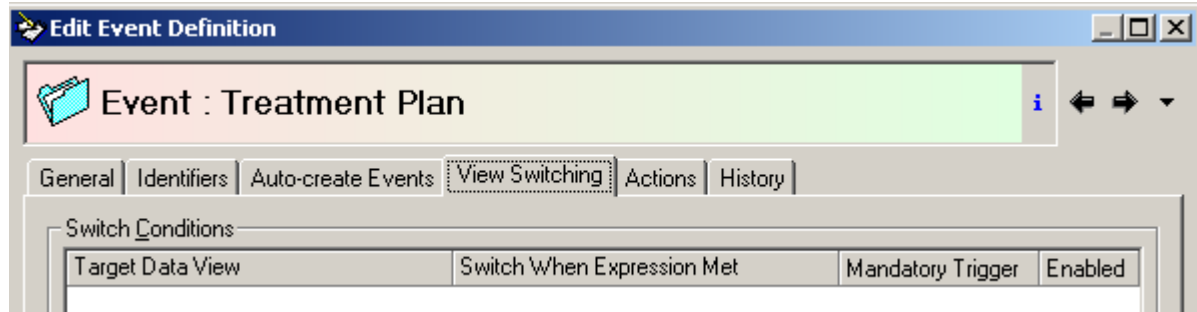 Edit Event Definition
Event : Treatment Plan
i
General Identifiers Auto-create Events View Switching Actions History
Switch Conditions
Target Data View Switch When Expression Met Mandatory Trigger Enabled